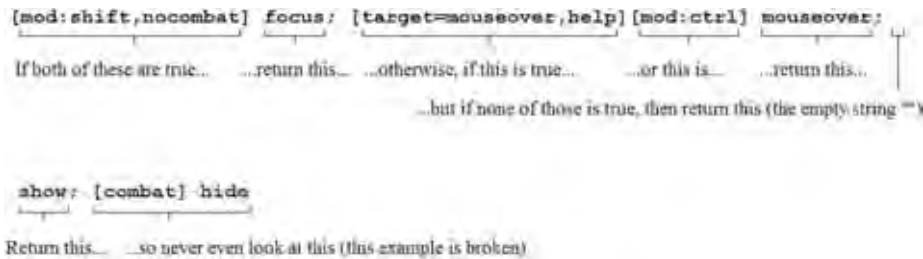 [mod:shift,nocombat] focus; [target=mouseover,help][mod:ctrl] mouseover;
If both of these are true... ...return this... ...otherwise, if this is true... ...or this is... ...return this...
...but if none of those is true, then return this (the empty string "")
show; [combat] hide
Return this... ...so never even look at this (this example is broken)